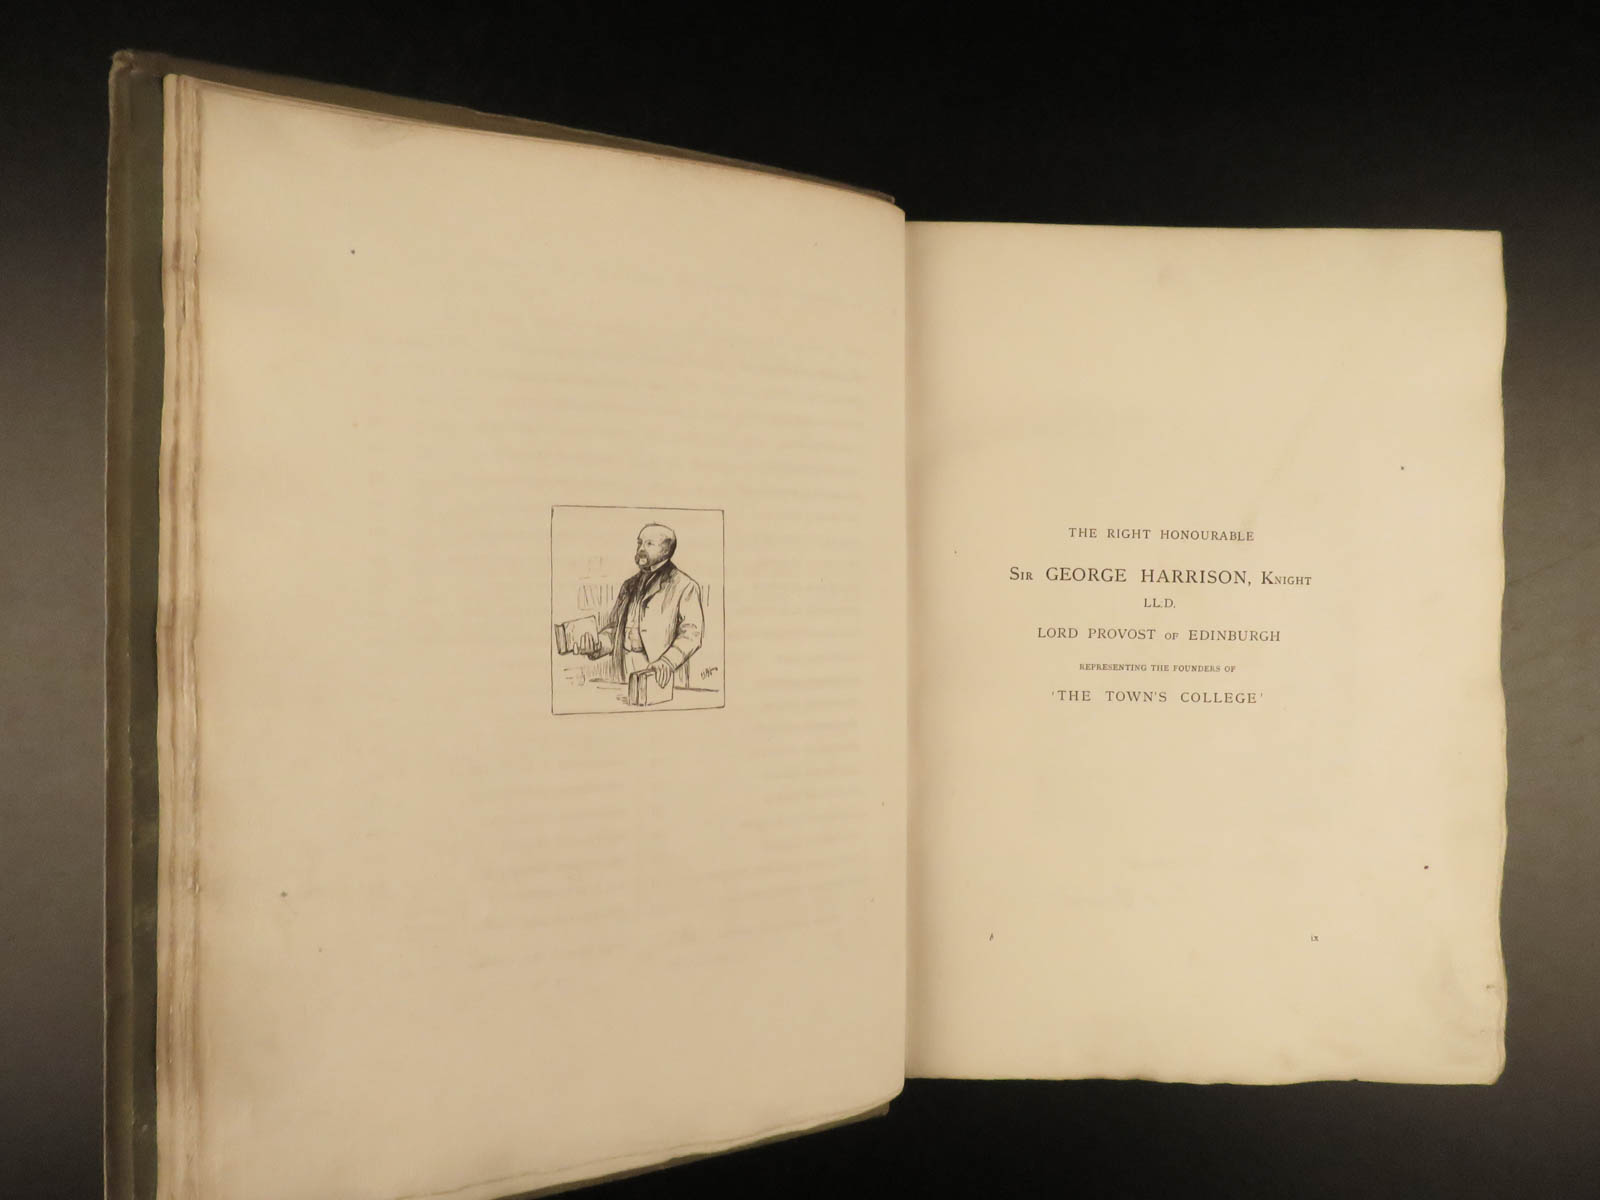 THE RIGHT HONOURABLE
SIR GEORGE HARRISON, KNIGHT
LL.D.
LORD PROVOST OF EDINBURGH
REPRESENTING THE FOUNDERS OF
'THE TOWN'S COLLEGE'
A ix